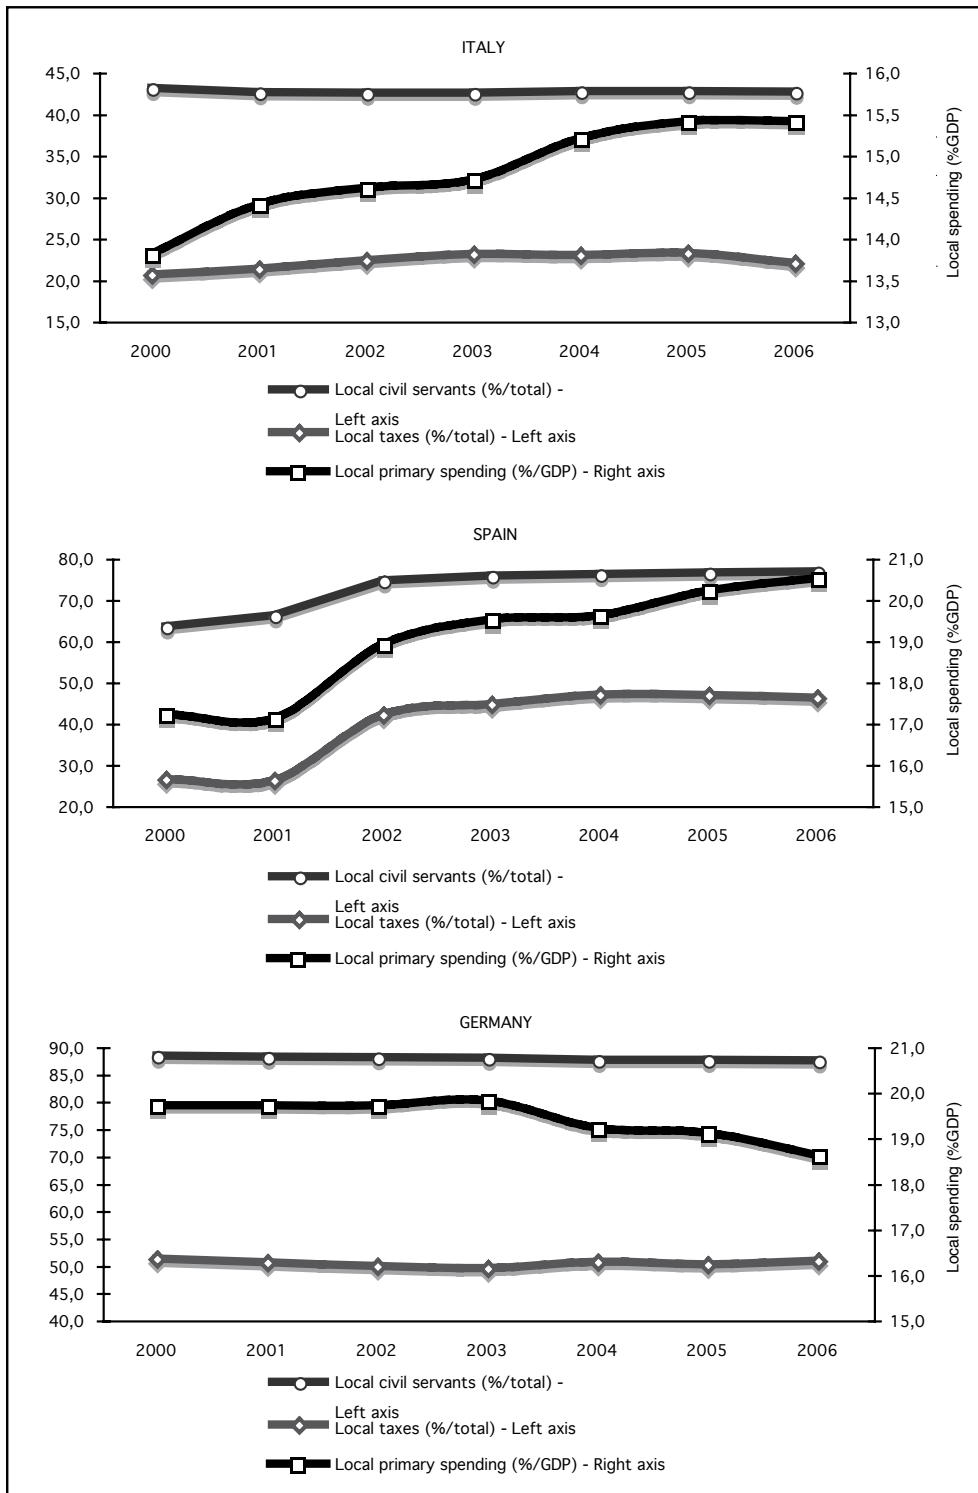 ITALY
45,0
40,0
35,0
30,0
25,0
20,0
15,0
16,0
15,5
15,0
14,5
14,0
13,5
13,0
Local spending (%GDP)
2000 2001 2002 2003 2004 2005 2006
Local civil servants (%/total) -
Left axis
Local taxes (%/total) - Left axis
Local primary spending (%/GDP) - Right axis
SPAIN
80,0
70,0
60,0
50,0
40,0
30,0
20,0
21,0
20,0
19,0
18,0
17,0
16,0
15,0
Local spending (%GDP)
2000 2001 2002 2003 2004 2005 2006
Local civil servants (%/total) -
Left axis
Local taxes (%/total) - Left axis
Local primary spending (%/GDP) - Right axis
GERMANY
90,0
85,0
80,0
75,0
70,0
65,0
60,0
55,0
50,0
45,0
40,0
21,0
20,0
19,0
18,0
17,0
16,0
15,0
Local spending (%GDP)
2000 2001 2002 2003 2004 2005 2006
Local civil servants (%/total) -
Left axis
Local taxes (%/total) - Left axis
Local primary spending (%/GDP) - Right axis